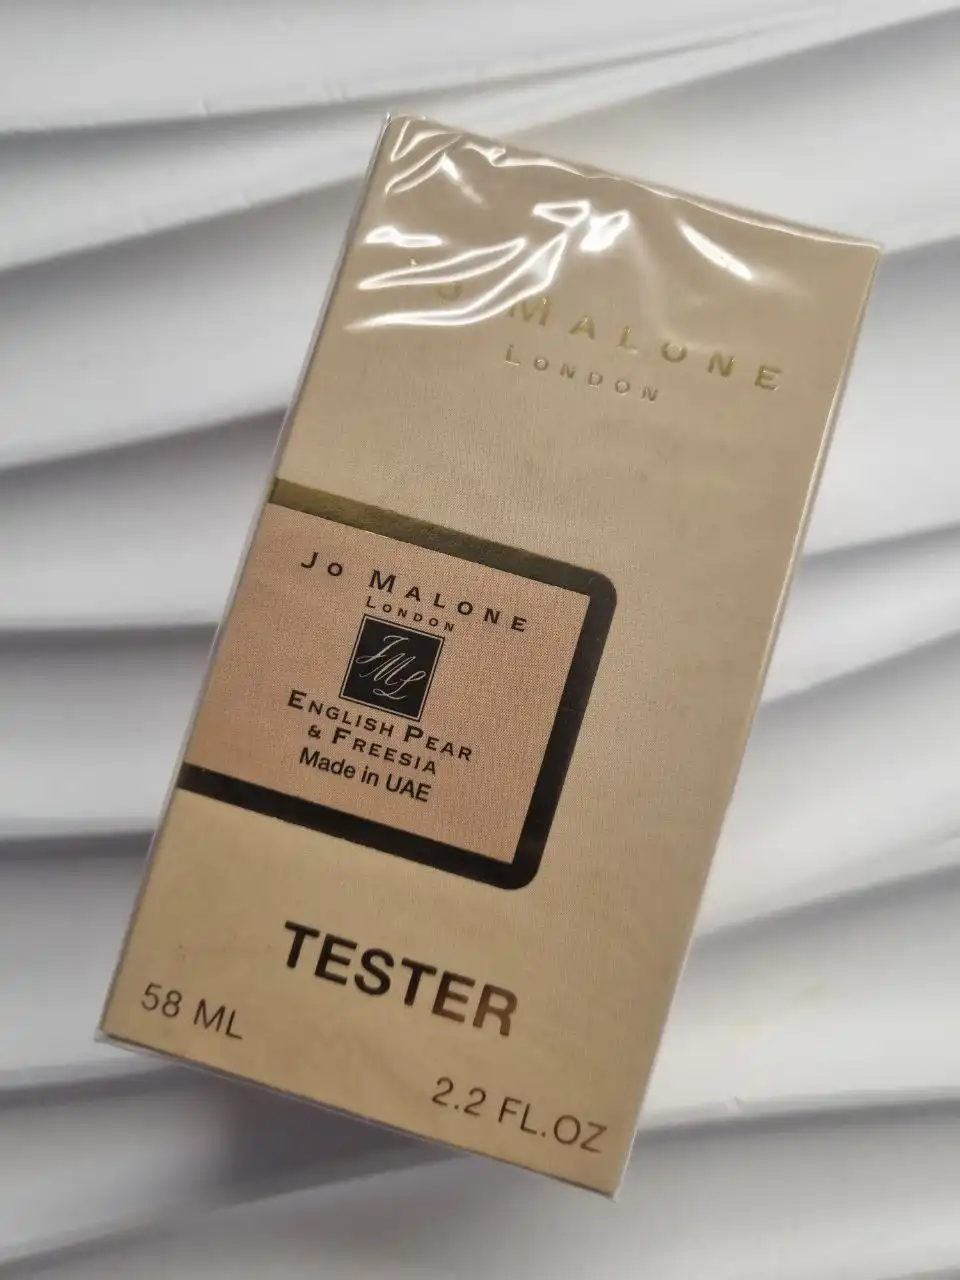 Jo MALONE
LONDON
JO MALONE
LONDON
JML
ENGLISH PEAR
& FREESIA
Made in UAE
TESTER
58 ML
2.2 FL.OZ